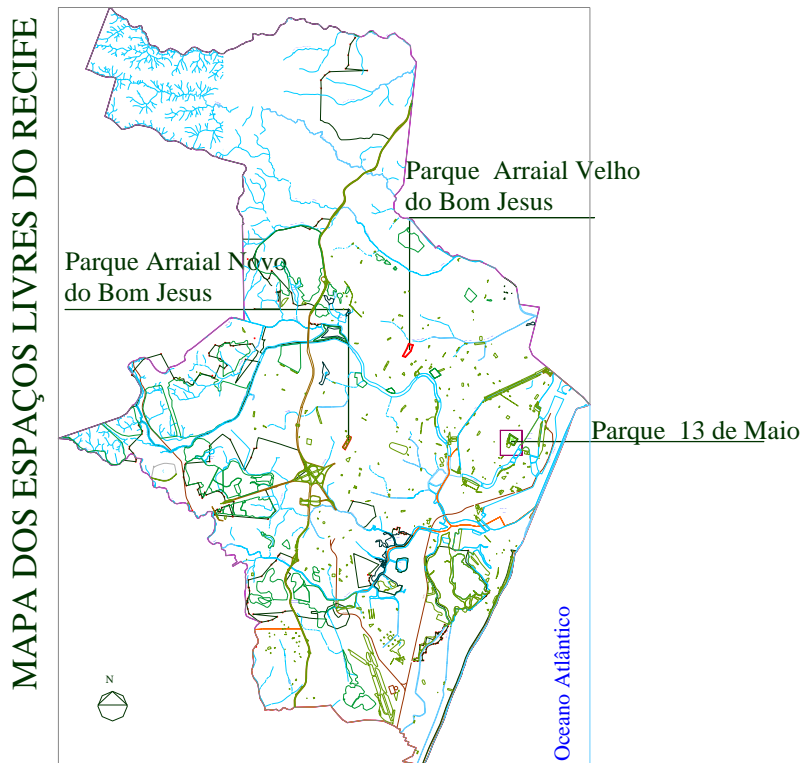 MAPA DOS ESPAÇOS LIVRES DO RECIFE
Parque Arraial Velho
do Bom Jesus
Parque Arraial Novo
do Bom Jesus
Parque 13 de Maio
N
Oceano Atlântico